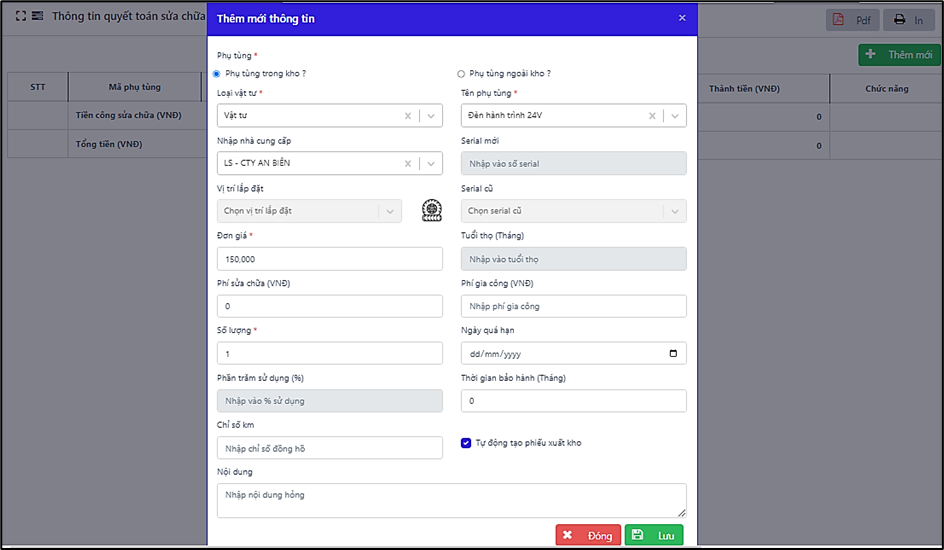 Thông tin quyết toán sửa chữa
Pdf
In
Thêm mới
STT
Mã phụ tùng
Thành tiền (VNĐ)
Chức năng
Tiền công sửa chữa (VNĐ)
0
Tổng tiền (VNĐ)
0
Thêm mới thông tin
×
Phụ tùng *
Phụ tùng trong kho ?
Phụ tùng ngoài kho ?
Loại vật tư *
Tên phụ tùng *
Vật tư
Đèn hành trình 24V
Nhập nhà cung cấp
Serial mới
LS - CTY AN BIÊN
Nhập vào số serial
Vị trí lắp đặt
Serial cũ
Chọn vị trí lắp đặt
Chọn serial cũ
Đơn giá *
Tuổi thọ (Tháng)
150,000
Nhập vào tuổi thọ
Phí sửa chữa (VNĐ)
Phí gia công (VNĐ)
0
Nhập phí gia công
Số lượng *
Ngày quá hạn
1
dd/mm/yyyy
Phần trăm sử dụng (%)
Thời gian bảo hành (Tháng)
Nhập vào % sử dụng
0
Chỉ số km
Nhập chỉ số đồng hồ
Tự động tạo phiếu xuất kho
Nội dung
Nhập nội dung hỏng
Đóng
Lưu